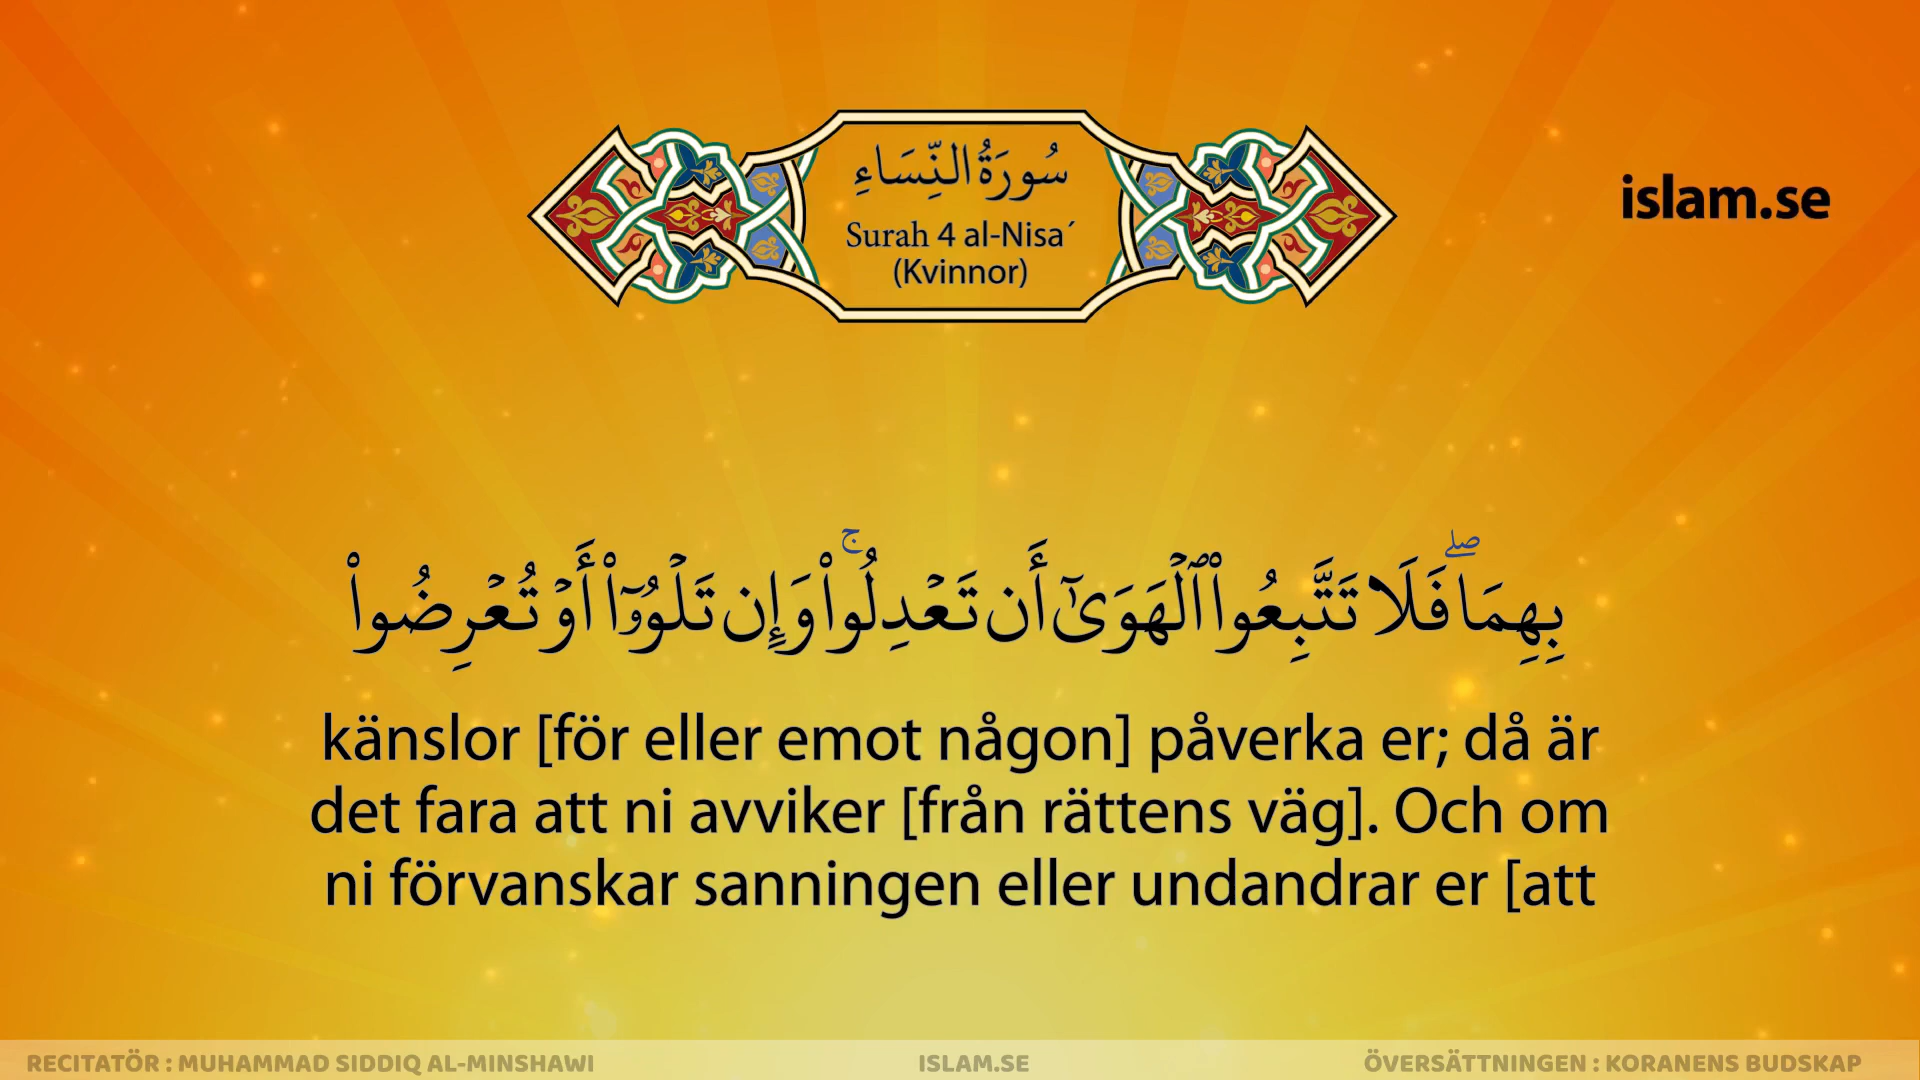 سُورَةُ النِّسَاءِ
Surah 4 al-Nisa´
(Kvinnor)
islam.se
بِهِمَاۖ فَلَا تَتَّبِعُوا۟ ٱلْهَوَىٰٓ أَن تَعْدِلُوا۟ۚ وَإِن تَلْوُۥٓا۟ أَوْ تُعْرِضُوا۟
känslor [för eller emot någon] påverka er; då är
det fara att ni avviker [från rättens väg]. Och om
ni förvanskar sanningen eller undandrar er [att
RECITATÖR : MUHAMMAD SIDDIQ AL-MINSHAWI
ISLAM.SE
ÖVERSÄTTNINGEN : KORANENS BUDSKAP